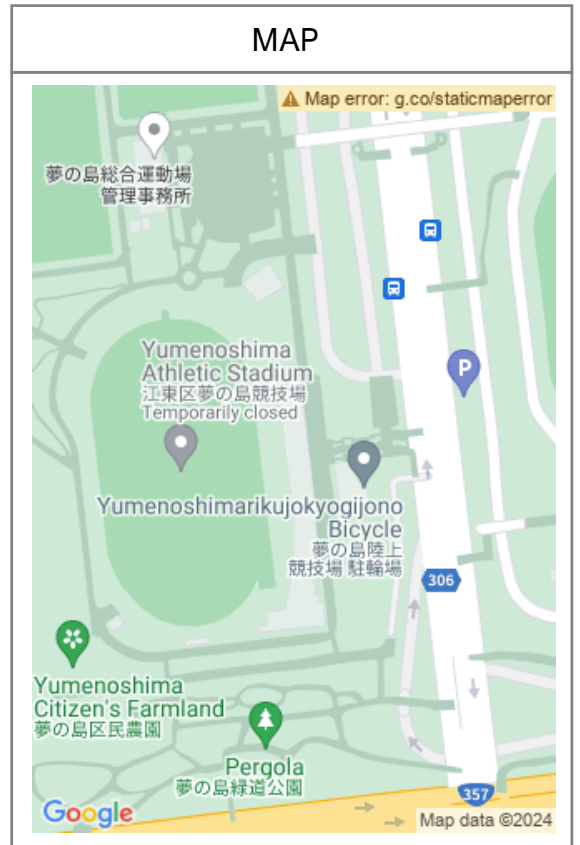 MAP
Map error: g.co/staticmaperror
夢の島総合運動場
管理事務所
P
Yumenoshima
Athletic Stadium
江東区夢の島競技場
Temporarily closed
Yumenoshimarikujokyogijono
Bicycle
夢の島陸上
競技場 駐輪場
306
Yumenoshima
Citizen's Farmland
夢の島区民農園
Pergola
夢の島緑道公園
357
Google
Map data ©2024